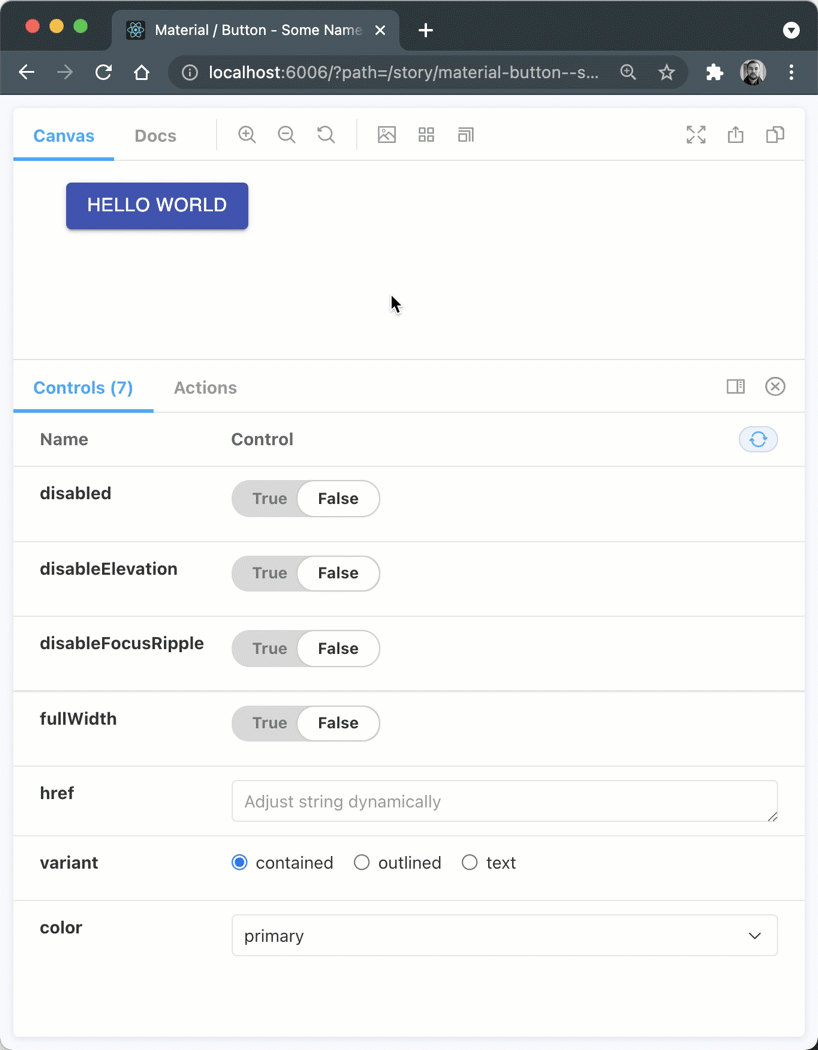 Material / Button - Some Name
localhost:6006/?path=/story/material-button--s...
Canvas Docs
HELLO WORLD
Controls (7) Actions
Name Control
disabled True False
disableElevation True False
disableFocusRipple True False
fullWidth True False
href Adjust string dynamically
variant contained outlined text
color primary